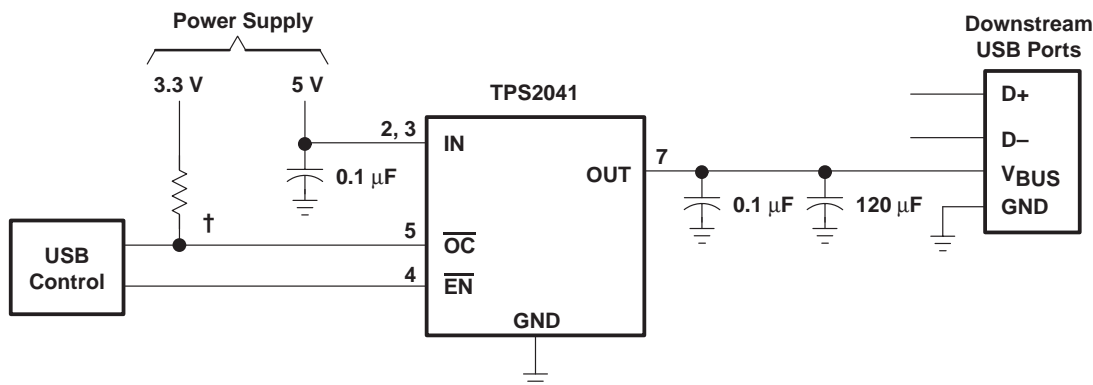 Power Supply
3.3 V
5 V
TPS2041
2, 3
IN
0.1 μF
OUT
7
0.1 μF
120 μF
Downstream
USB Ports
D+
D–
VBUS
GND
†
USB
Control
5
OC
4
EN
GND